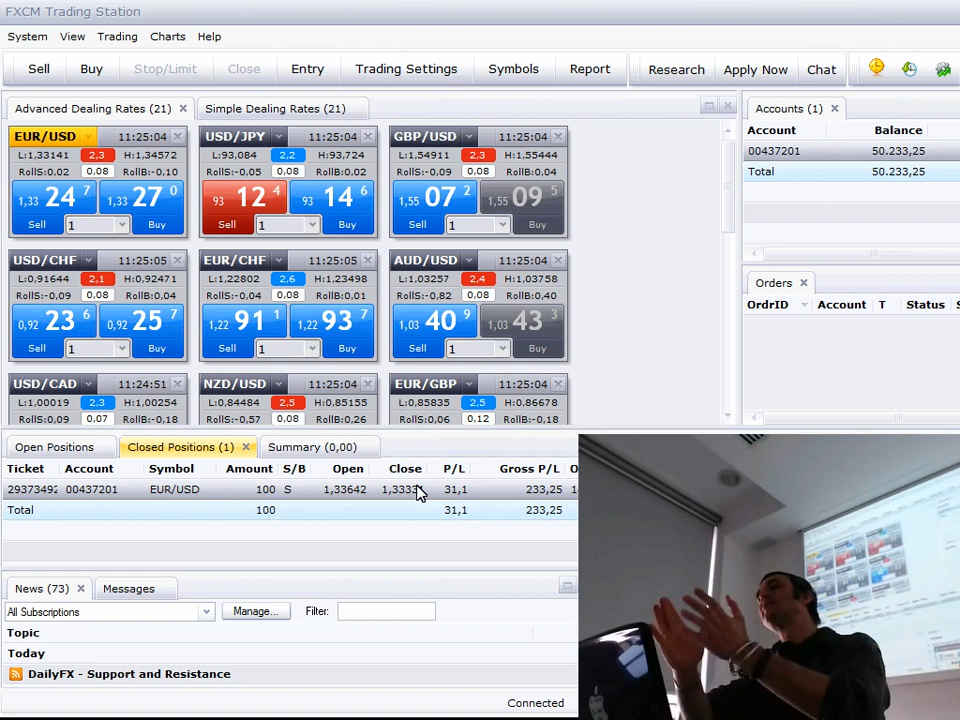 FXCM Trading Station
System View Trading Charts Help
Sell Buy Stop/Limit Close Entry Trading Settings Symbols Report Research Apply Now Chat
Advanced Dealing Rates (21) Simple Dealing Rates (21)
EUR/USD 11:25:04
L:1,33141 2,3 H:1,34572
RollS:0,02 0,08 RollB:-0,10
1,33 24 7 1,33 27 0
Sell 1 Buy
USD/JPY 11:25:04
L:93,084 2,2 H:93,724
RollS:-0,05 0,08 RollB:0,02
93 12 4 93 14 6
Sell 1 Buy
GBP/USD 11:25:04
L:1,54911 2,3 H:1,55444
RollS:-0,09 0,08 RollB:0,04
1,55 07 2 1,55 09 5
Sell 1 Buy
USD/CHF 11:25:05
L:0,91644 2,1 H:0,92471
RollS:-0,09 0,08 RollB:0,04
0,92 23 6 0,92 25 7
Sell 1 Buy
EUR/CHF 11:25:05
L:1,22802 2,6 H:1,23498
RollS:-0,04 0,08 RollB:0,01
1,22 91 1 1,22 93 7
Sell 1 Buy
AUD/USD 11:25:04
L:1,03257 2,4 H:1,03758
RollS:-0,82 0,08 RollB:0,40
1,03 40 9 1,03 43 3
Sell 1 Buy
USD/CAD 11:24:51
L:1,00019 2,3 H:1,00254
RollS:0,09 0,07 RollB:-0,18
NZD/USD 11:25:04
L:0,84484 2,5 H:0,85155
RollS:-0,57 0,08 RollB:0,26
EUR/GBP 11:25:04
L:0,85835 2,5 H:0,86678
RollS:0,06 0,12 RollB:-0,18
Accounts (1)
Account Balance
00437201 50.233,25
Total 50.233,25
Orders
OrdrID Account T Status
Open Positions Closed Positions (1) Summary (0,00)
Ticket Account Symbol Amount S/B Open Close P/L Gross P/L
29373492 00437201 EUR/USD 100 S 1,33642 31,1 233,25
Total 100 31,1 233,25
News (73) Messages
All Subscriptions Manage... Filter:
Topic
Today
DailyFX - Support and Resistance
Connected